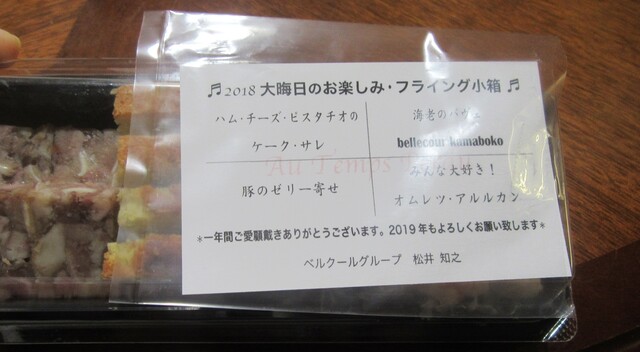 ♬2018 大晦日のお楽しみ・フライング小箱 ♬
ハム・チーズ・ピスタチオの
ケーク・サレ
海老のパヴェ
bellecour kamaboko
豚のゼリー寄せ
みんな大好き！
オムレツ・アルルカン
Au Temps
*一年間ご愛顧戴きありがとうございます。2019年もよろしくお願い致します*
ベルクールグループ 松井 知之